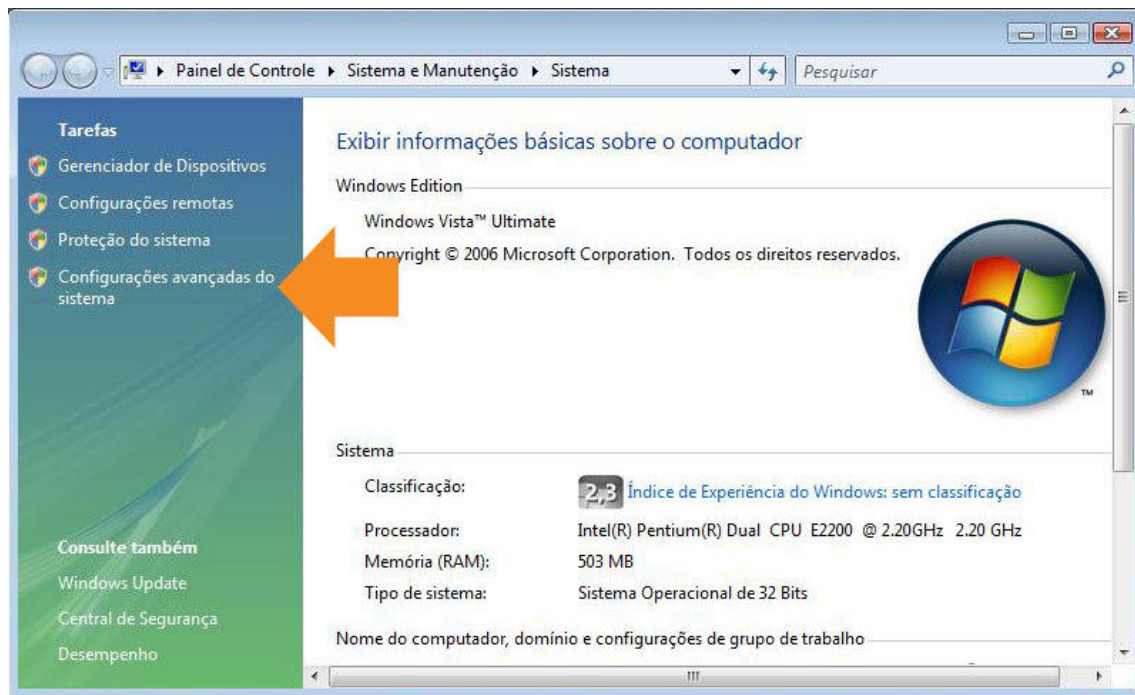 Painel de Controle ▸ Sistema e Manutenção ▸ Sistema
Pesquisar
Tarefas
Gerenciador de Dispositivos
Configurações remotas
Proteção do sistema
Configurações avançadas do
sistema
Consulte também
Windows Update
Central de Segurança
Desempenho
Exibir informações básicas sobre o computador
Windows Edition
Windows Vista™ Ultimate
Copyright © 2006 Microsoft Corporation. Todos os direitos reservados.
TM
Sistema
Classificação: 2,3 Índice de Experiência do Windows: sem classificação
Processador: Intel(R) Pentium(R) Dual CPU E2200 @ 2.20GHz 2.20 GHz
Memória (RAM): 503 MB
Tipo de sistema: Sistema Operacional de 32 Bits
Nome do computador, domínio e configurações de grupo de trabalho